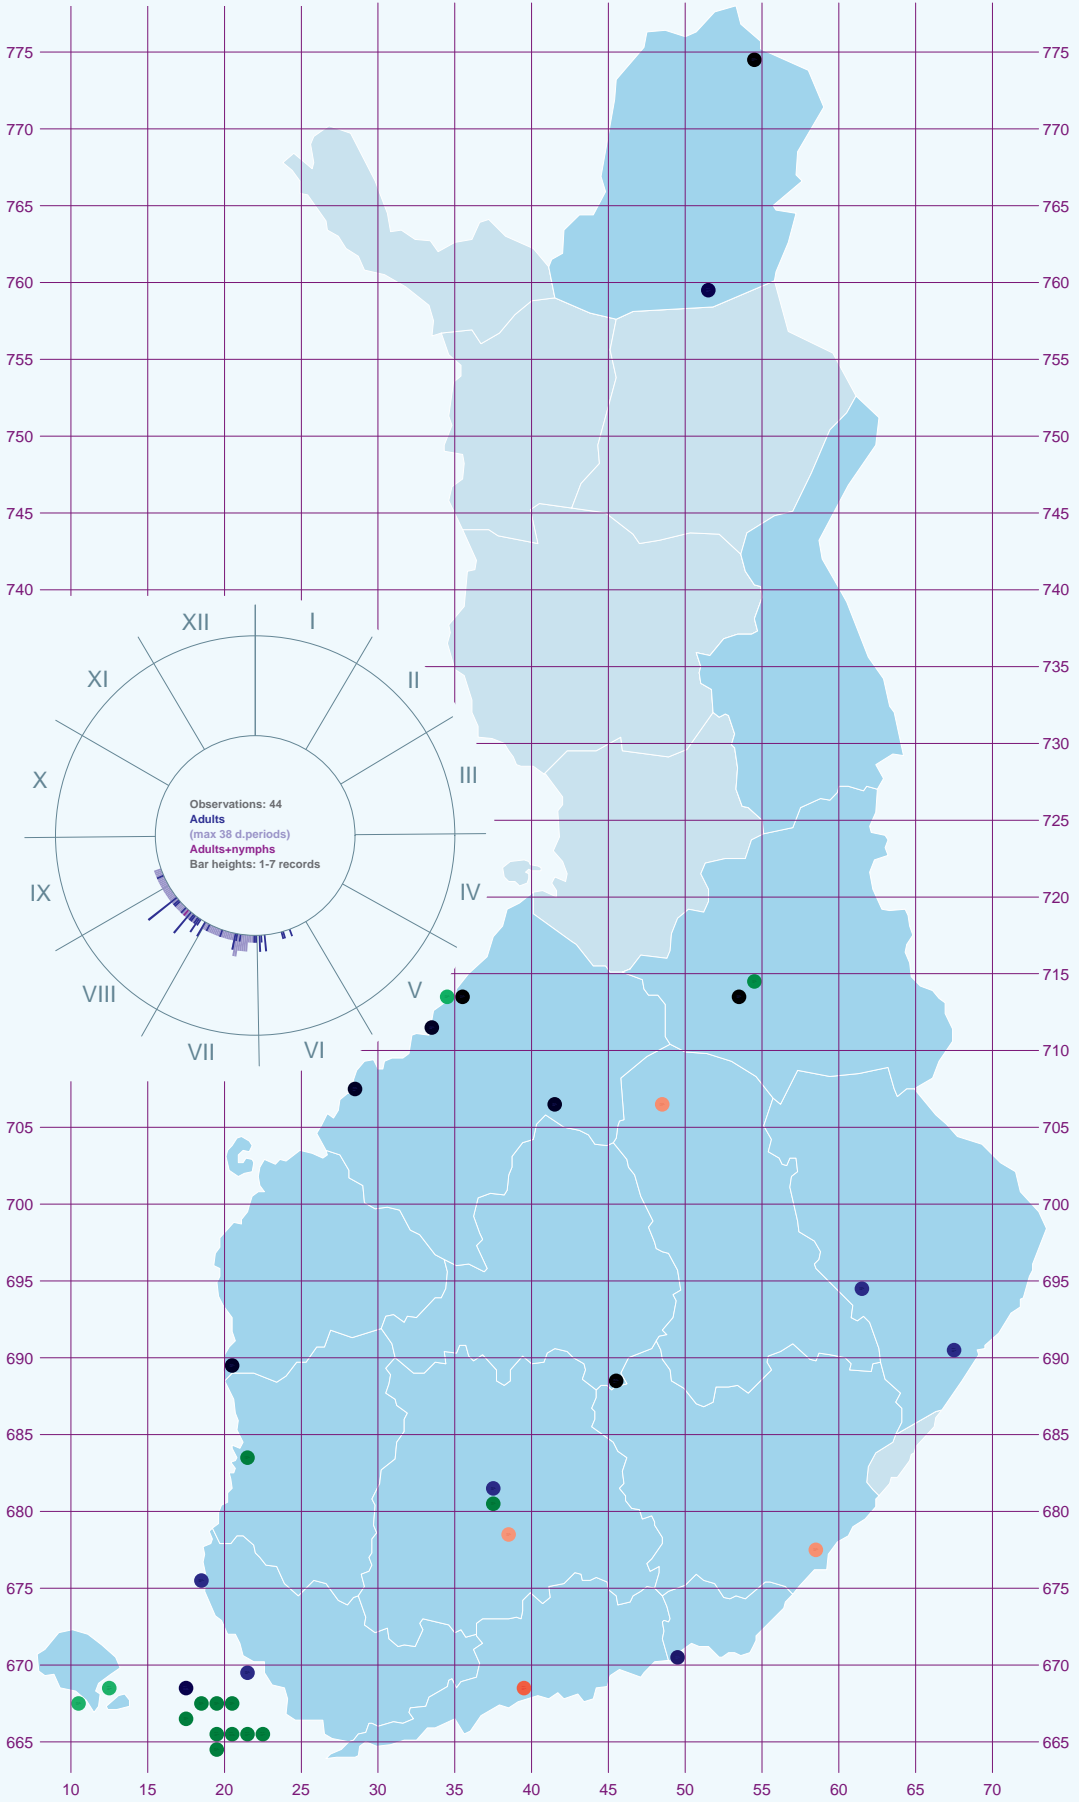 775 775
770 770
765 765
760 760
755 755
750 750
745 745
740 740
XII I
XI II
735
X III
730
Observations: 44
Adults
(max 38 d.periods)
Adults+nymphs
Bar heights: 1-7 records
725
IX IV
720
VIII V
715
VII VI
710
705 705
700 700
695 695
690 690
685 685
680 680
675 675
670 670
665 665
10 15 20 25 30 35 40 45 50 55 60 65 70